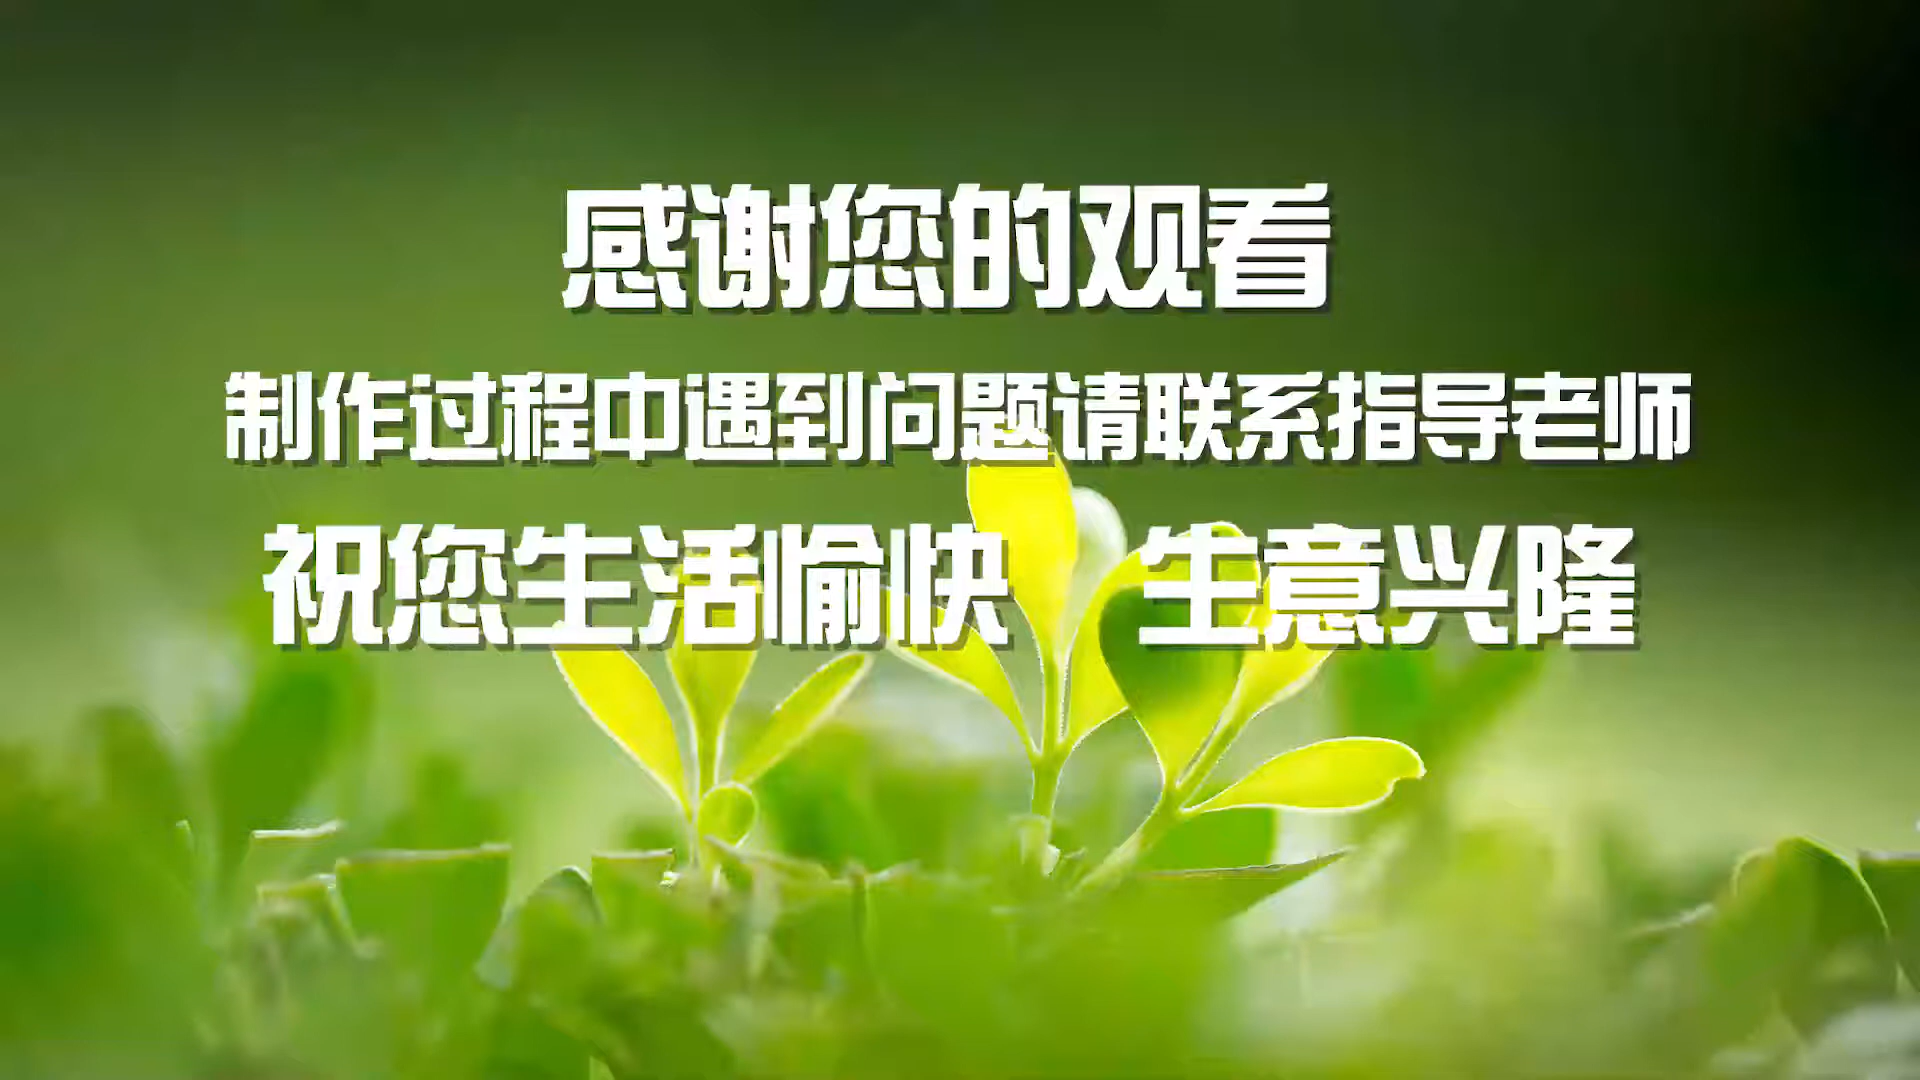 感谢您的观看
制作过程中遇到问题请联系指导老师
祝您生活愉快 生意兴隆